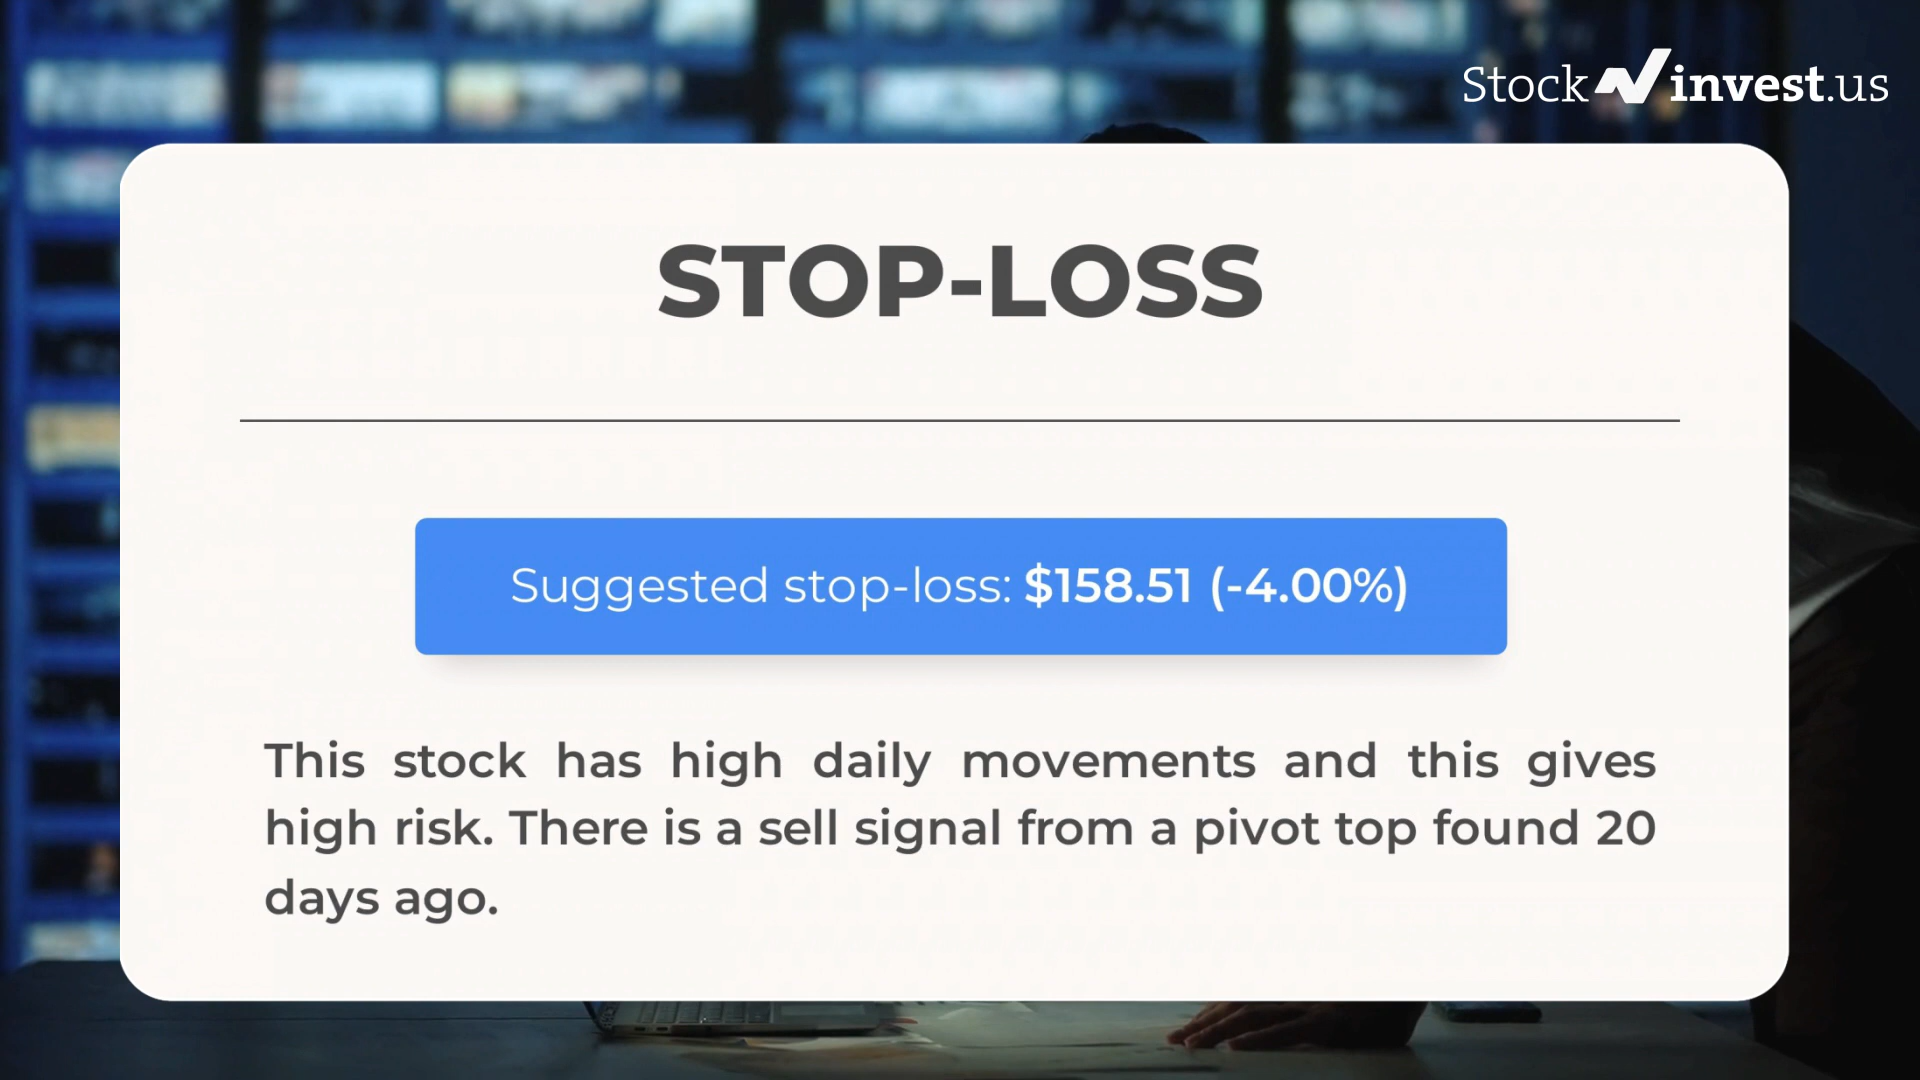 Stock invest.us
STOP-LOSS
Suggested stop-loss: $158.51 (-4.00%)
This stock has high daily movements and this gives
high risk. There is a sell signal from a pivot top found 20
days ago.